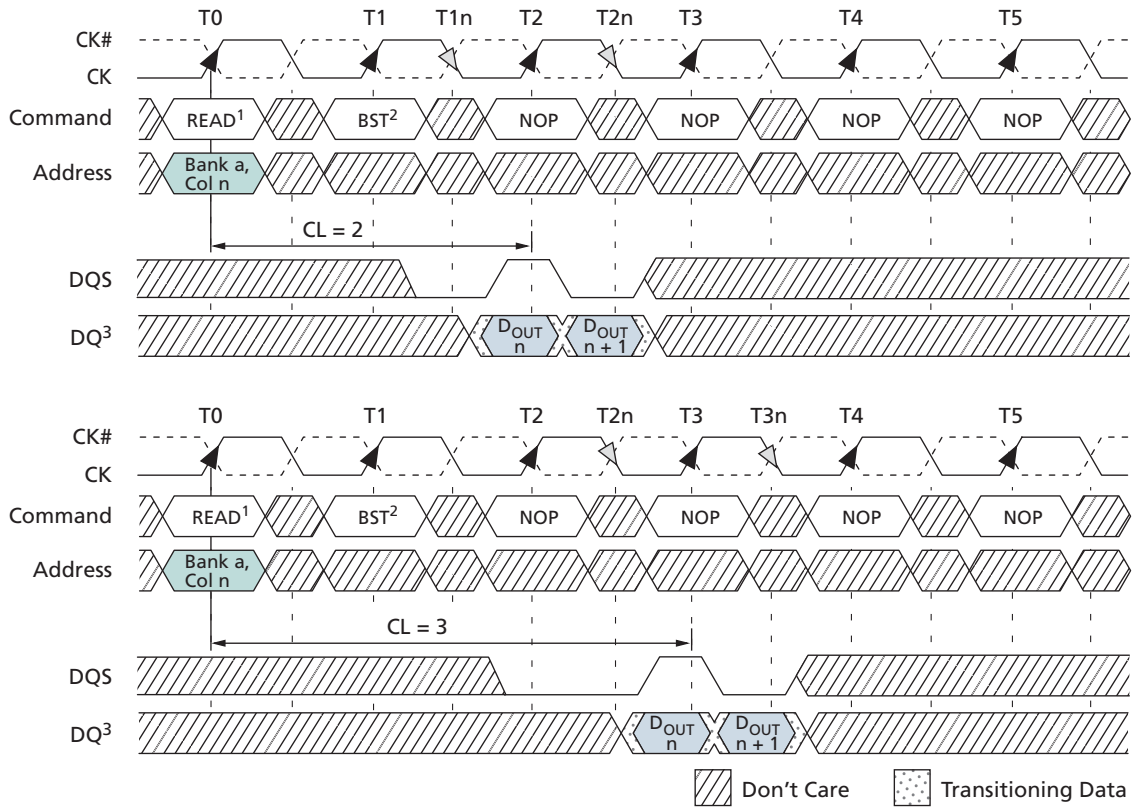 T0 T1 T1n T2 T2n T3 T4 T5
CK#
CK
Command READ¹ BST² NOP NOP NOP NOP
Address Bank a,
Col n
CL = 2
DQS
DQ³ DOUT
n DOUT
n + 1
T0 T1 T2 T2n T3 T3n T4 T5
CK#
CK
Command READ¹ BST² NOP NOP NOP NOP
Address Bank a,
Col n
CL = 3
DQS
DQ³ DOUT
n DOUT
n + 1
Don't Care Transitioning Data